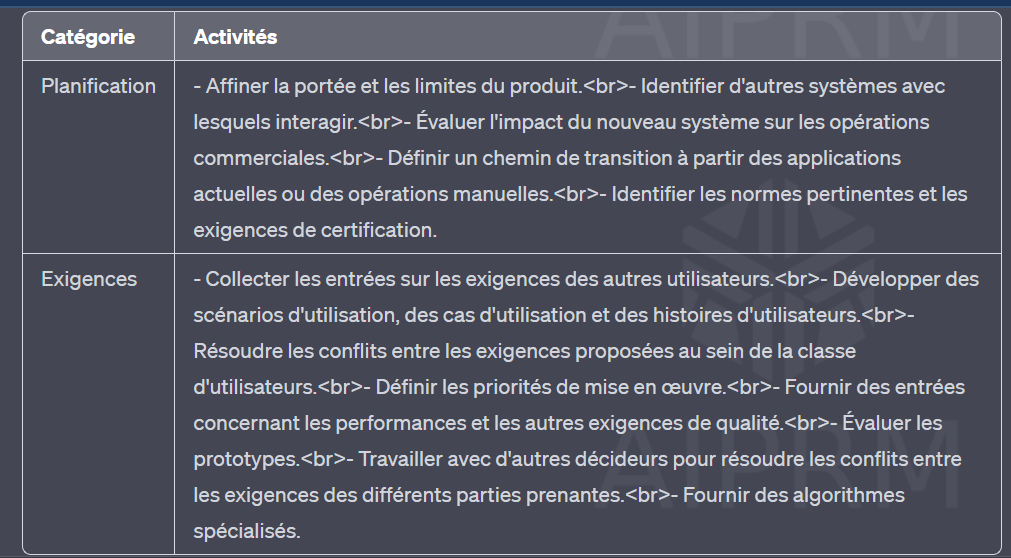 Catégorie Activités
Planification - Affiner la portée et les limites du produit.<br>- Identifier d'autres systèmes avec
lesquels interagir.<br>- Évaluer l'impact du nouveau système sur les opérations
commerciales.<br>- Définir un chemin de transition à partir des applications
actuelles ou des opérations manuelles.<br>- Identifier les normes pertinentes et les
exigences de certification.
Exigences - Collecter les entrées sur les exigences des autres utilisateurs.<br>- Développer des
scénarios d'utilisation, des cas d'utilisation et des histoires d'utilisateurs.<br>-
Résoudre les conflits entre les exigences proposées au sein de la classe
d'utilisateurs.<br>- Définir les priorités de mise en œuvre.<br>- Fournir des entrées
concernant les performances et les autres exigences de qualité.<br>- Évaluer les
prototypes.<br>- Travailler avec d'autres décideurs pour résoudre les conflits entre
les exigences des différents parties prenantes.<br>- Fournir des algorithmes
spécialisés.
AIPRM
AIPRM